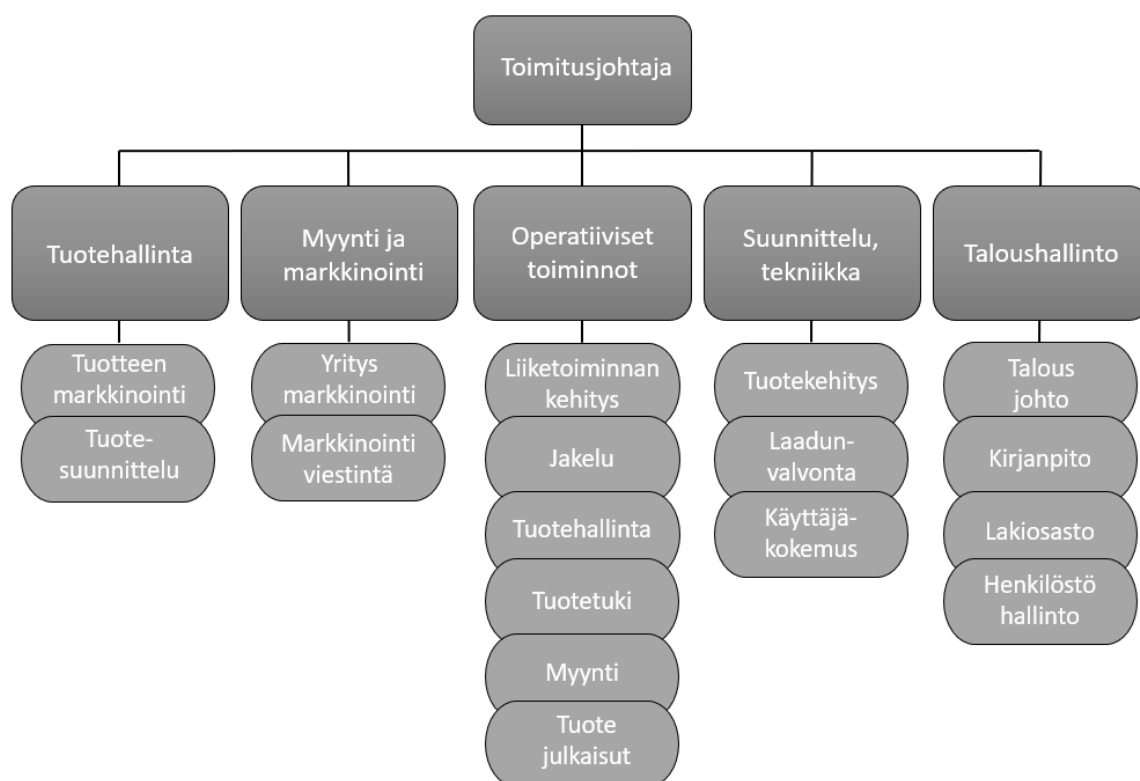 Toimitusjohtaja
Tuotehallinta
Myynti ja
markkinointi
Operatiiviset
toiminnot
Suunnittelu,
tekniikka
Taloushallinto
Tuotteen
markkinointi
Tuote-
suunnittelu
Yritys
markkinointi
Markkinointi
viestintä
Liiketoiminnan
kehitys
Jakelu
Tuotehallinta
Tuotetuki
Myynti
Tuote
julkaisut
Tuotekehitys
Laadun-
valvonta
Käyttäjä-
kokemus
Talous
johto
Kirjanpito
Lakiosasto
Henkilöstö
hallinto